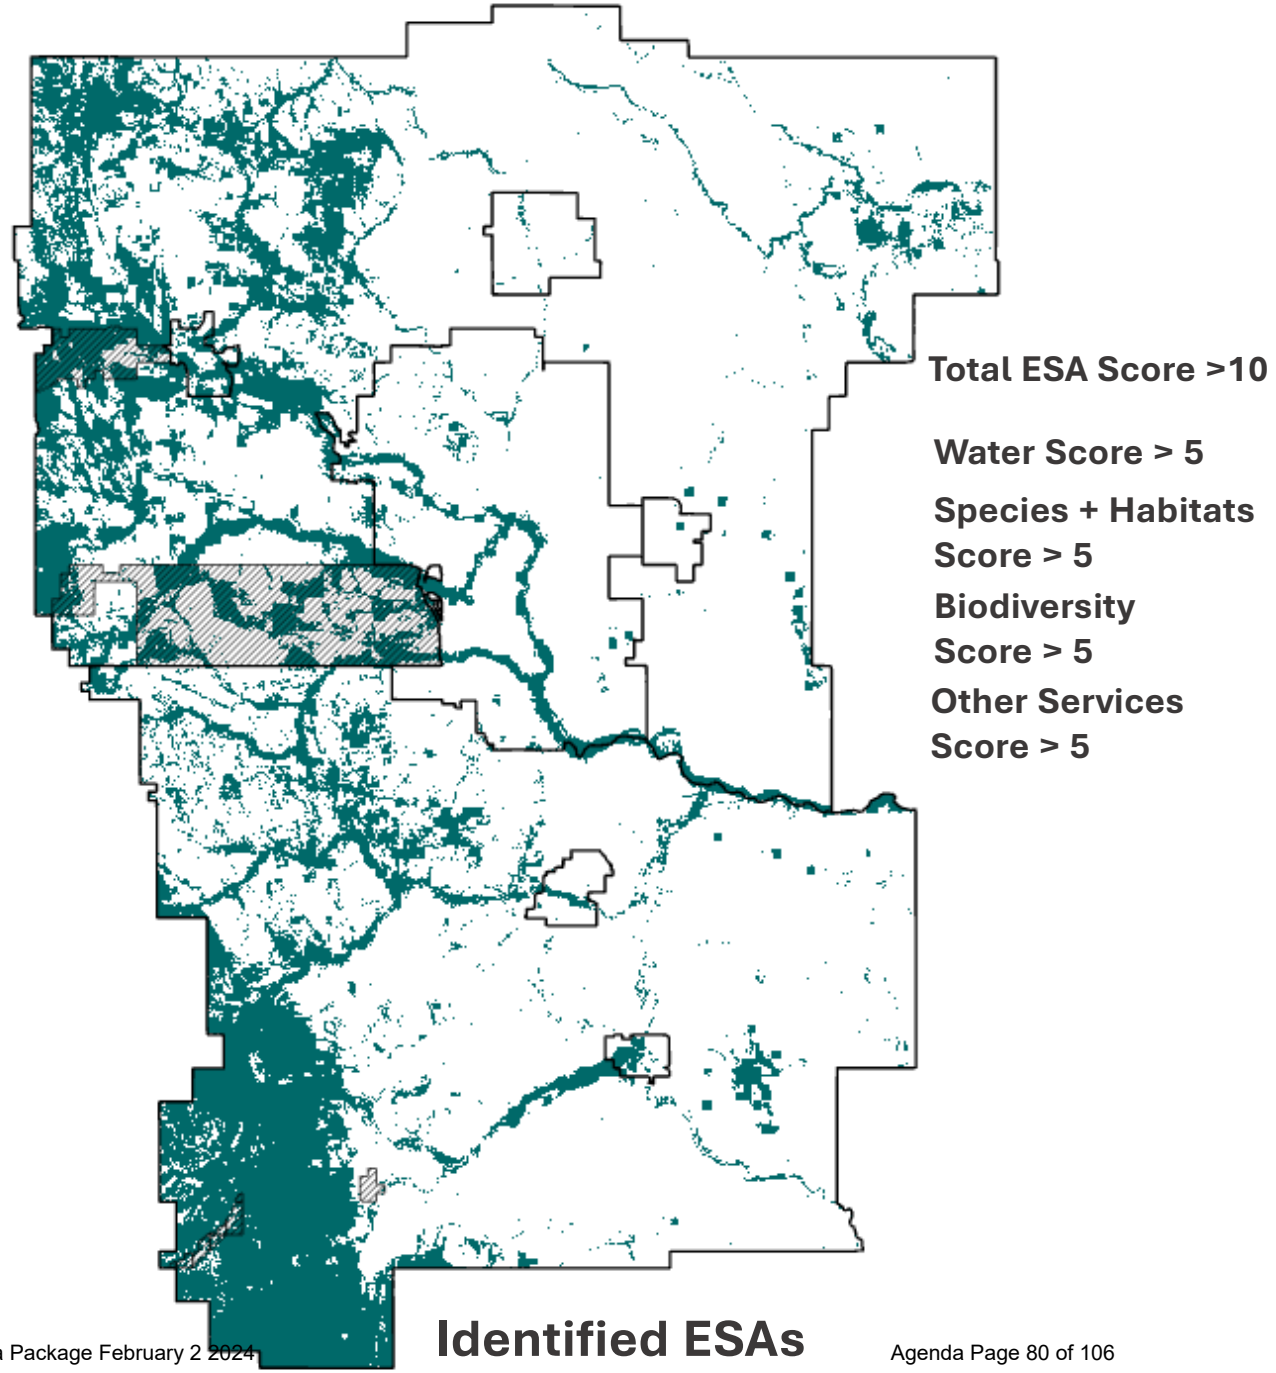 Total ESA Score >10
Water Score > 5
Species + Habitats
Score > 5
Biodiversity
Score > 5
Other Services
Score > 5
Identified ESAs
a Package February 2 2024
Agenda Page 80 of 106